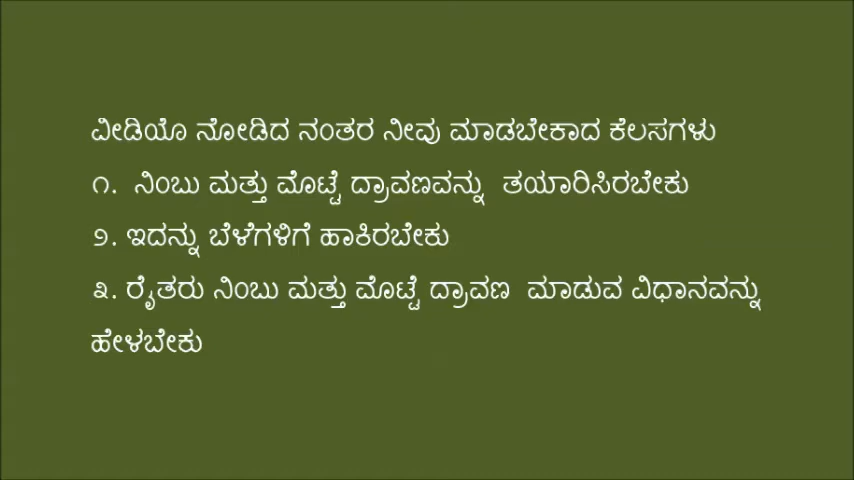 ವೀಡಿಯೊ ನೋಡಿದ ನಂತರ ನೀವು ಮಾಡಬೇಕಾದ ಕೆಲಸಗಳು
೧. ನಿಂಬು ಮತ್ತು ಮೊಟ್ಟೆ ದ್ರಾವಣವನ್ನು ತಯಾರಿಸಿರಬೇಕು
೨. ಇದನ್ನು ಬೆಳೆಗಳಿಗೆ ಹಾಕಿರಬೇಕು
೩. ರೈತರು ನಿಂಬು ಮತ್ತು ಮೊಟ್ಟೆ ದ್ರಾವಣ ಮಾಡುವ ವಿಧಾನವನ್ನು
ಹೇಳಬೇಕು